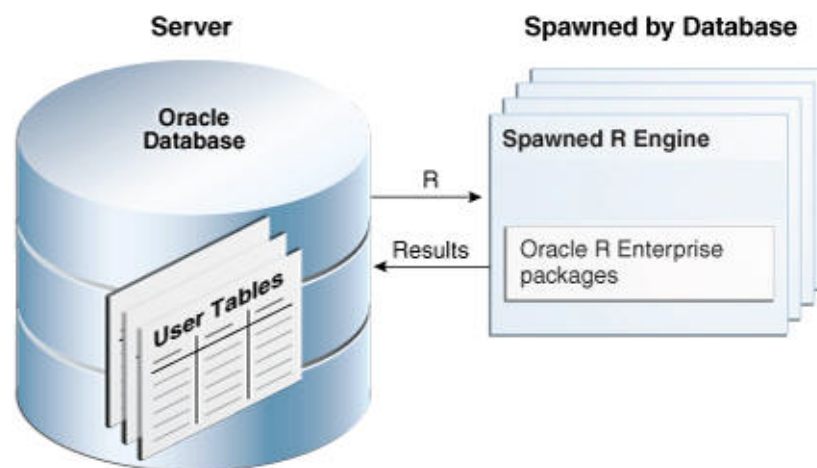 Server
Spawned by Database
Oracle
Database
Spawned R Engine
R
Results
Oracle R Enterprise
packages
User Tables